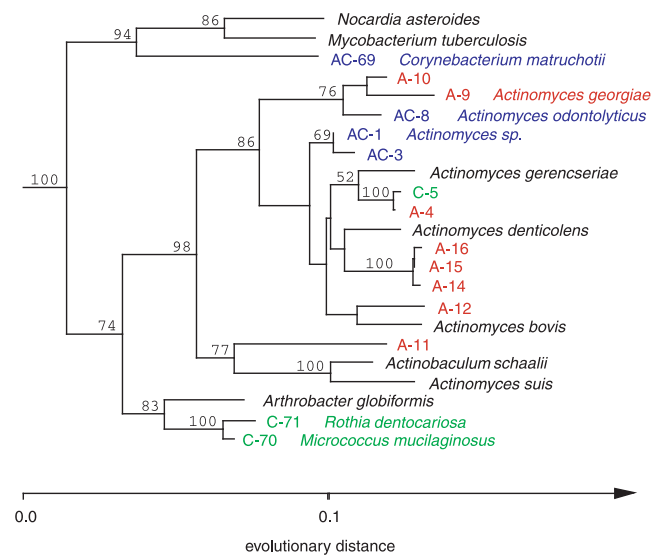 86 Nocardia asteroides
94 Mycobacterium tuberculosis
AC-69 Corynebacterium matruchotii
A-10
76 A-9 Actinomyces georgiae
AC-8 Actinomyces odontolyticus
86 69 AC-1 Actinomyces sp.
AC-3
52 Actinomyces gerencseriae
100 100 C-5
A-4
Actinomyces denticolens
98 A-16
100 A-15
A-14
A-12
74 Actinomyces bovis
77 A-11
100 Actinobaculum schaalii
Actinomyces suis
83 Arthrobacter globiformis
100 C-71 Rothia dentocariosa
C-70 Micrococcus mucilaginosus
0.0 0.1
evolutionary distance